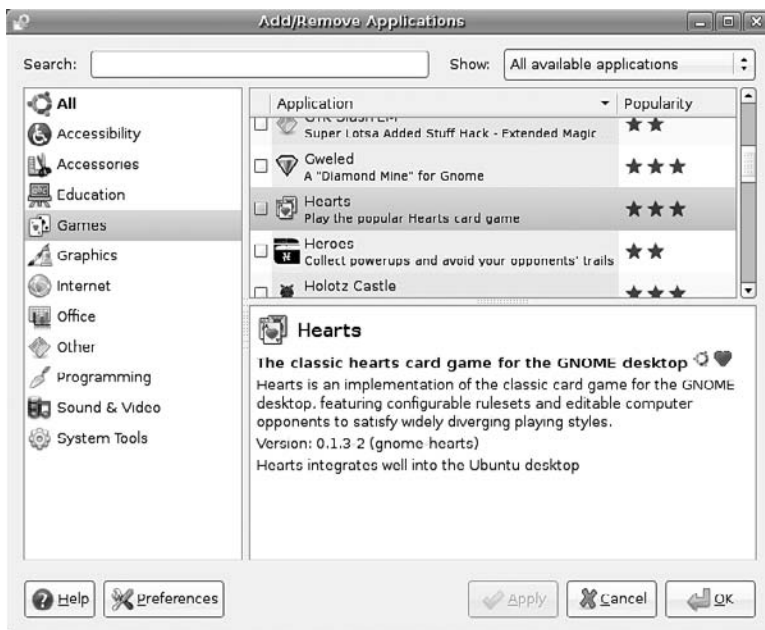 Add/Remove Applications
Search:
Show: All available applications
All
Accessibility
Accessories
Education
Games
Graphics
Internet
Office
Other
Programming
Sound & Video
System Tools
Application Popularity
Super Lotsa Added Stuff Hack - Extended Magic
Gweled
A "Diamond Mine" for Gnome
Hearts
Play the popular Hearts card game
Heroes
Collect powerups and avoid your opponents' trails
Holotz Castle
Hearts
The classic hearts card game for the GNOME desktop
Hearts is an implementation of the classic card game for the GNOME
desktop, featuring configurable rulesets and editable computer
opponents to satisfy widely diverging playing styles.
Version: 0.1.3-2 (gnome-hearts)
Hearts integrates well into the Ubuntu desktop
Help
Preferences
Apply
Cancel
OK